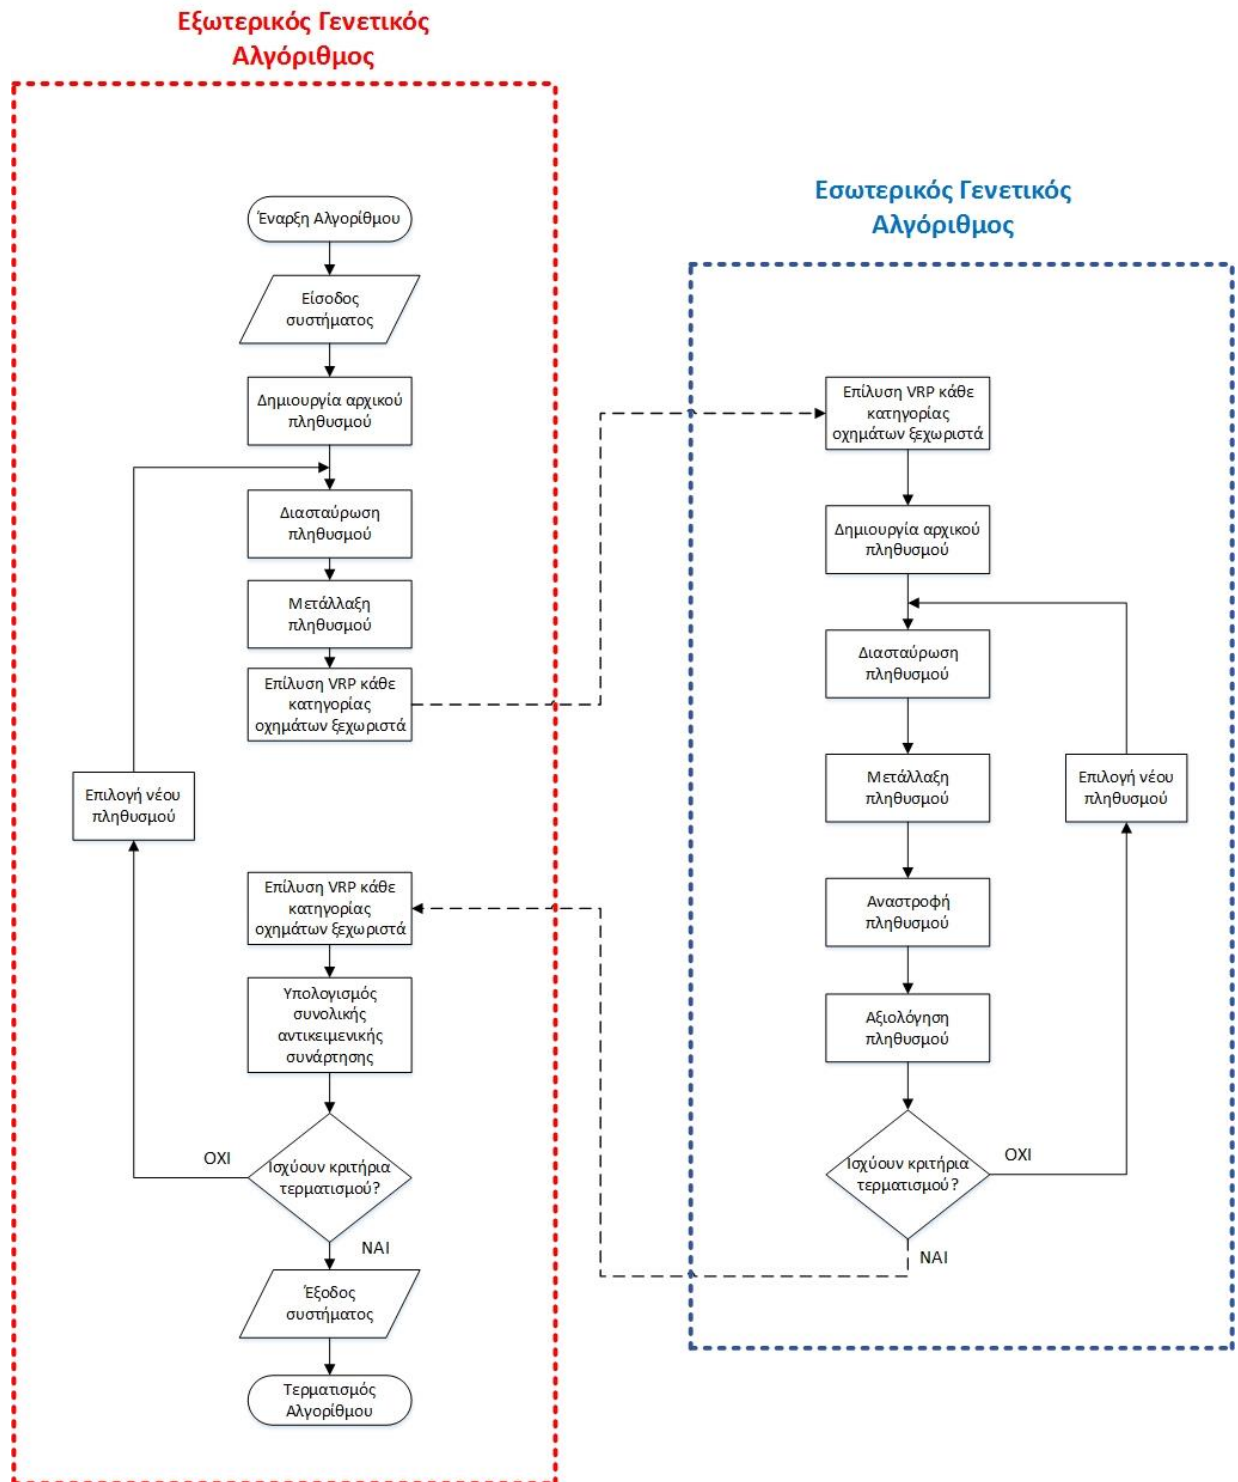 Εξωτερικός Γενετικός
Αλγόριθμος
Έναρξη Αλγορίθμου
Είσοδος
συστήματος
Δημιουργία αρχικού
πληθυσμού
Διασταύρωση
πληθυσμού
Μετάλλαξη
πληθυσμού
Επίλυση VRP κάθε
κατηγορίας
οχημάτων ξεχωριστά
Επιλογή νέου
πληθυσμού
Επίλυση VRP κάθε
κατηγορίας
οχημάτων ξεχωριστά
Υπολογισμός
συνολικής
αντικειμενικής
συνάρτησης
ΟΧΙ
Ισχύουν κριτήρια
τερματισμού?
ΝΑΙ
Έξοδος
συστήματος
Τερματισμός
Αλγορίθμου
Εσωτερικός Γενετικός
Αλγόριθμος
Επίλυση VRP κάθε
κατηγορίας
οχημάτων ξεχωριστά
Δημιουργία αρχικού
πληθυσμού
Διασταύρωση
πληθυσμού
Μετάλλαξη
πληθυσμού
Επιλογή νέου
πληθυσμού
Αναστροφή
πληθυσμού
Αξιολόγηση
πληθυσμού
Ισχύουν κριτήρια
τερματισμού?
ΟΧΙ
ΝΑΙ